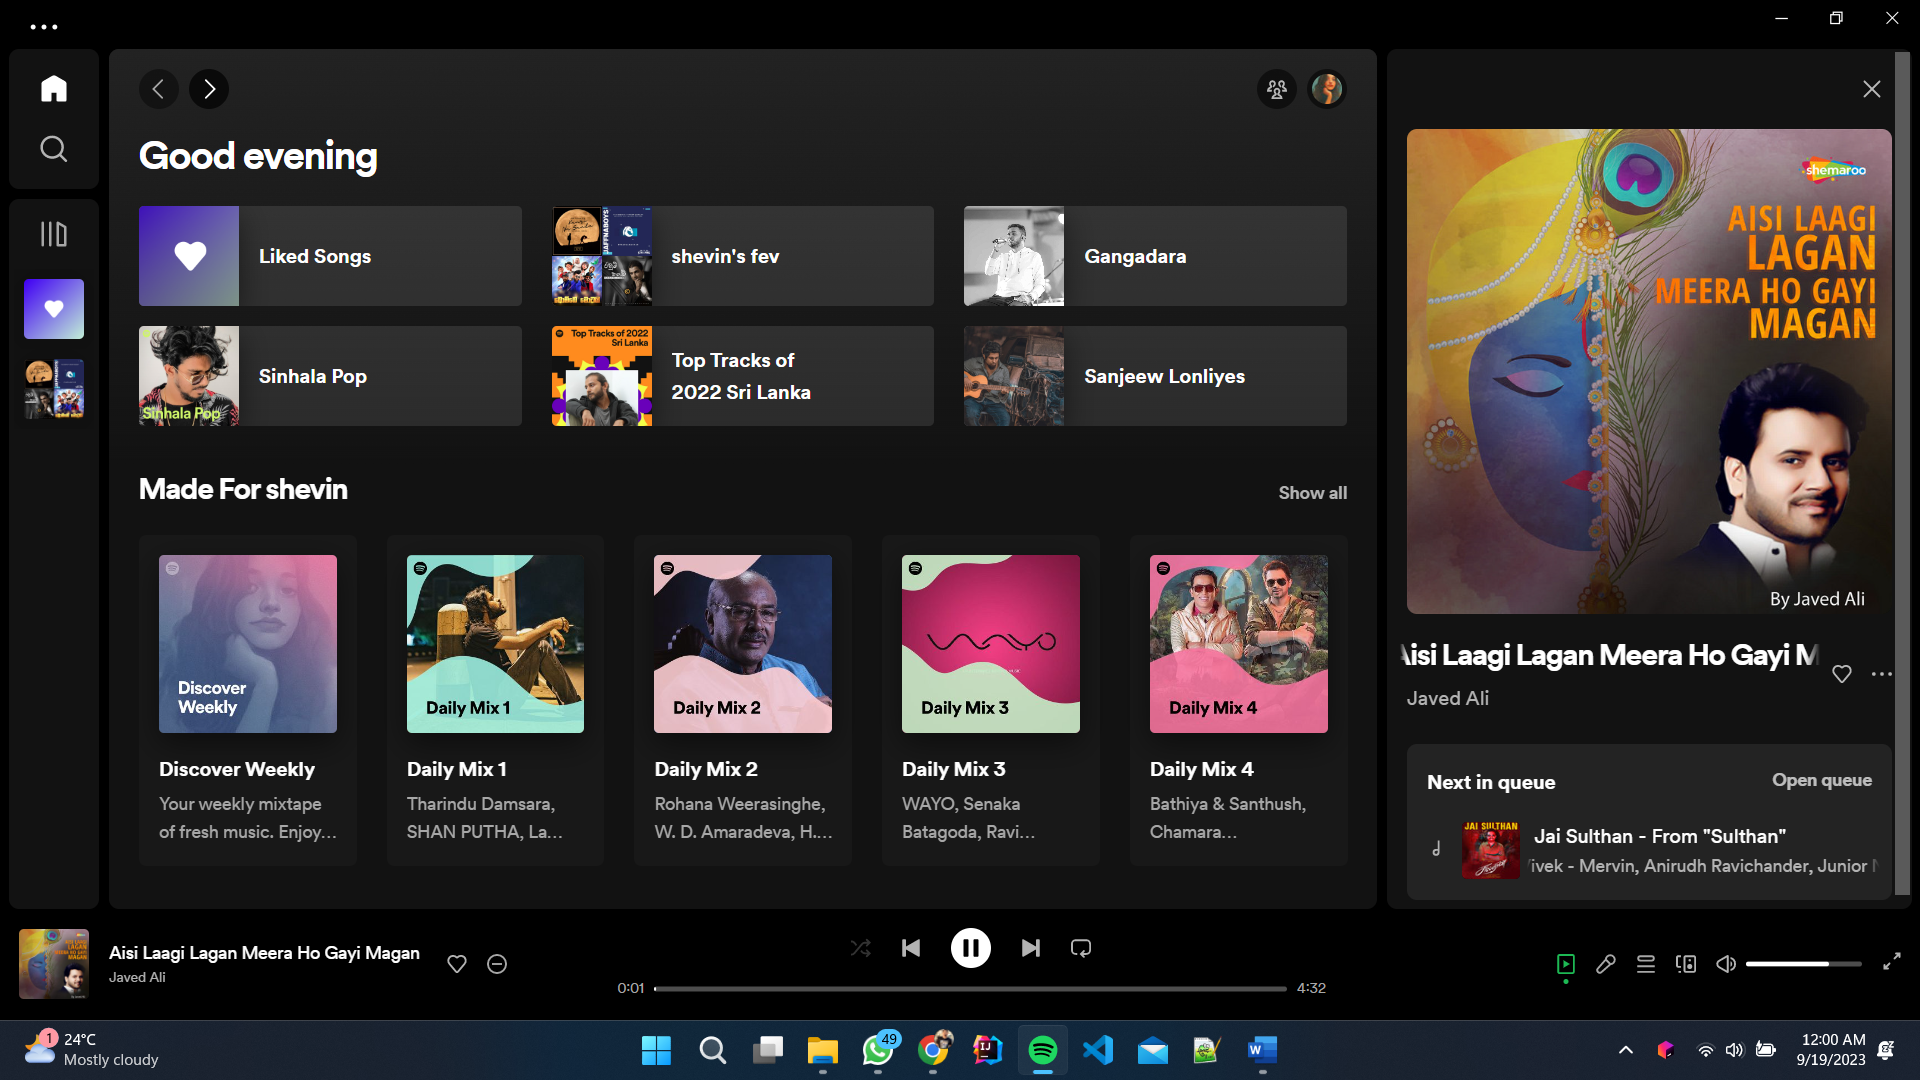 Good evening
Liked Songs
shevin's fev
Gangadara
Sinhala Pop
Sinhala Pop
Top Tracks of 2022
Sri Lanka
Top Tracks of
2022 Sri Lanka
Sanjeew Lonliyes
Made For shevin
Show all
Discover
Weekly
Discover Weekly
Your weekly mixtape
of fresh music. Enjoy...
Daily Mix 1
Daily Mix 1
Tharindu Damsara,
SHAN PUTHA, La...
Daily Mix 2
Daily Mix 2
Rohana Weerasinghe,
W. D. Amaradeva, H....
WAYO
Daily Mix 3
Daily Mix 3
WAYO, Senaka
Batagoda, Ravi...
Daily Mix 4
Daily Mix 4
Bathiya & Santhush,
Chamara...
shemaroo
AISI LAAGI
LAGAN
MEERA HO GAYI
MAGAN
By Javed Ali
Aisi Laagi Lagan Meera Ho Gayi M
Javed Ali
Next in queue
Open queue
JAI SULTHAN
Jai Sulthan - From "Sulthan"
ivek - Mervin, Anirudh Ravichander, Junior
Aisi Laagi Lagan Meera Ho Gayi Magan
Javed Ali
0:01
4:32
1
24°C
Mostly cloudy
49
IJ
W
12:00 AM
9/19/2023